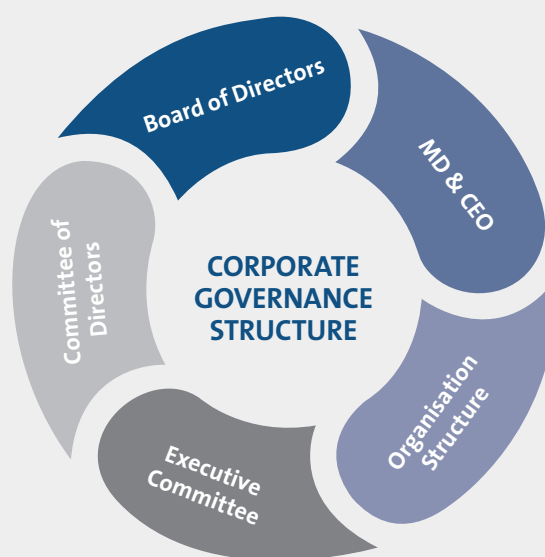 Board of Directors
MD & CEO
Organisation
Structure
Executive
Committee
Committee of
Directors
CORPORATE
GOVERNANCE
STRUCTURE